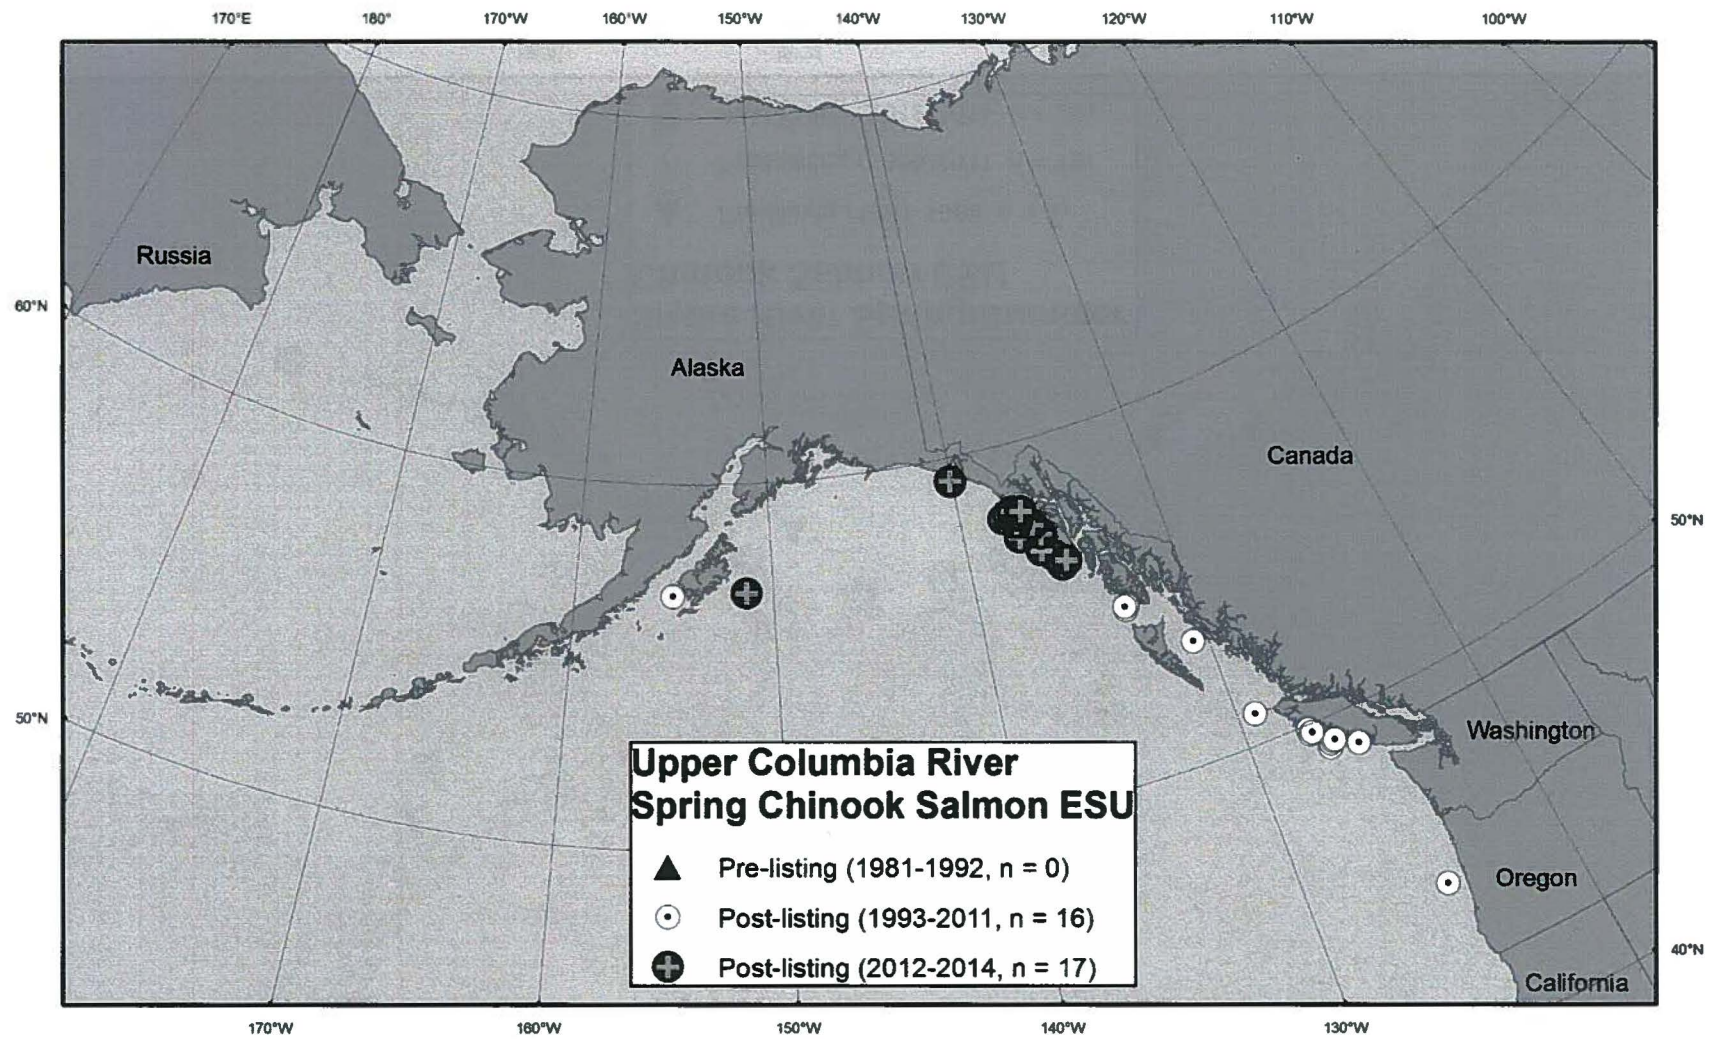 170°E 180° 170°W 160°W 150°W 140°W 130°W 120°W 110°W 100°W
Russia
60°N
Alaska
Canada
50°N
50°N
Washington
Upper Columbia River
Spring Chinook Salmon ESU
Pre-listing (1981-1992, n = 0)
Oregon
Post-listing (1993-2011, n = 16)
40°N
Post-listing (2012-2014, n = 17)
California
170°W 160°W 150°W 140°W 130°W